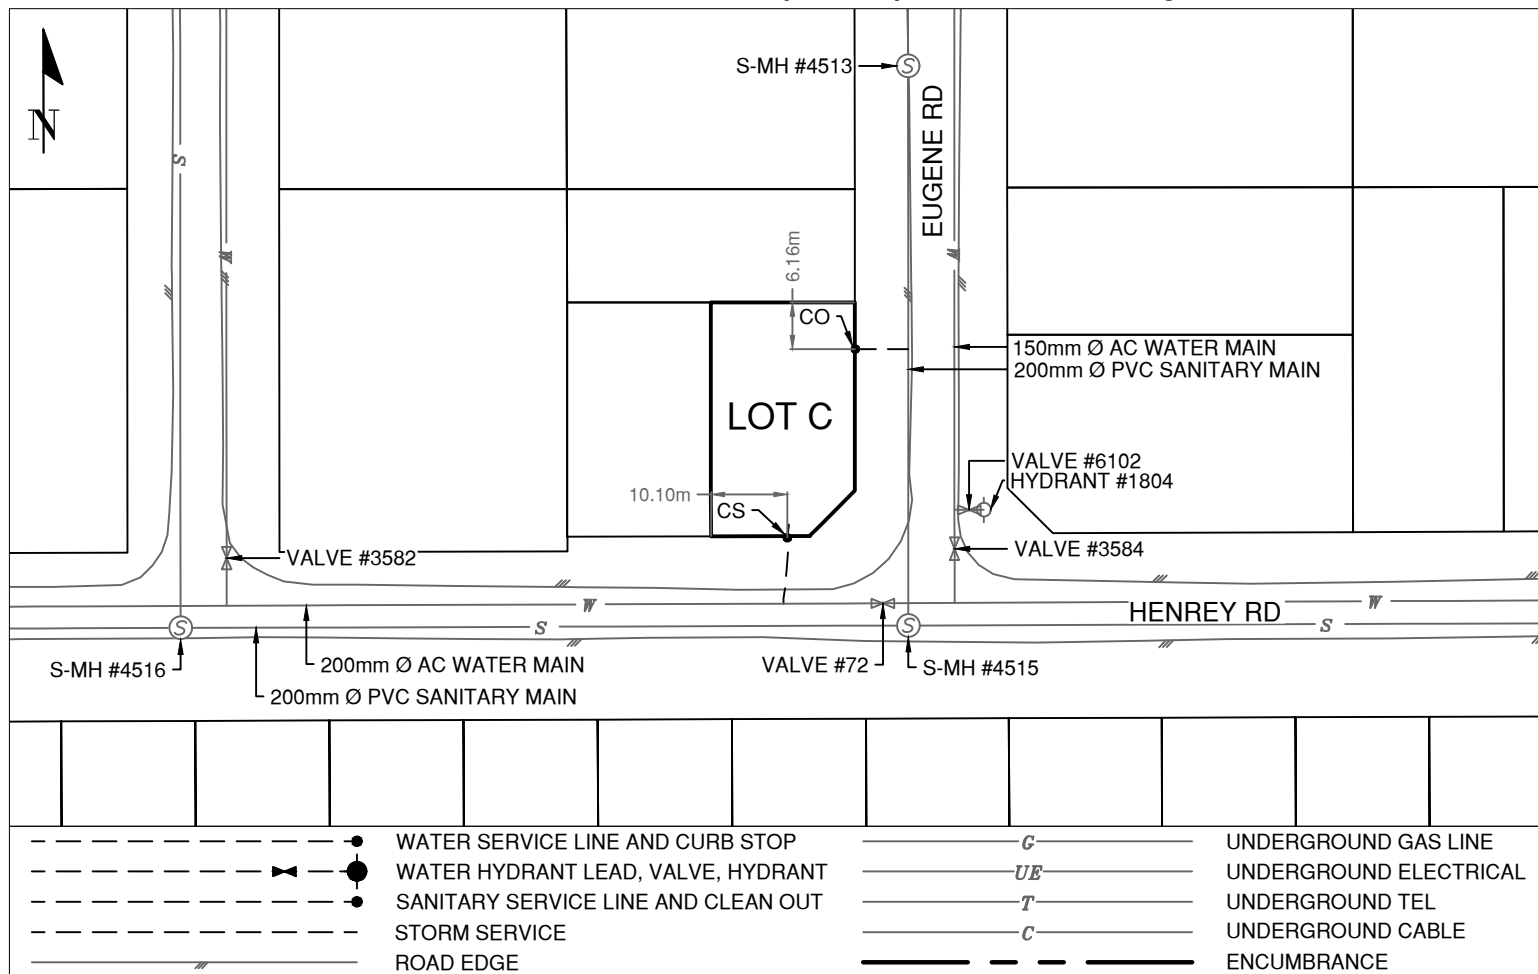 S-MH #4513
N
EUGENE RD
S
W
W
6.16m
CO
150mm Ø AC WATER MAIN
200mm Ø PVC SANITARY MAIN
LOT C
VALVE #6102
HYDRANT #1804
10.10m
CS
VALVE #3582
VALVE #3584
W
HENREY RD
W
S
S
S
S
S-MH #4516
200mm Ø AC WATER MAIN
VALVE #72
S-MH #4515
200mm Ø PVC SANITARY MAIN
WATER SERVICE LINE AND CURB STOP
WATER HYDRANT LEAD, VALVE, HYDRANT
SANITARY SERVICE LINE AND CLEAN OUT
STORM SERVICE
ROAD EDGE
G UNDERGROUND GAS LINE
UE UNDERGROUND ELECTRICAL
T UNDERGROUND TEL
C UNDERGROUND CABLE
ENCUMBRANCE